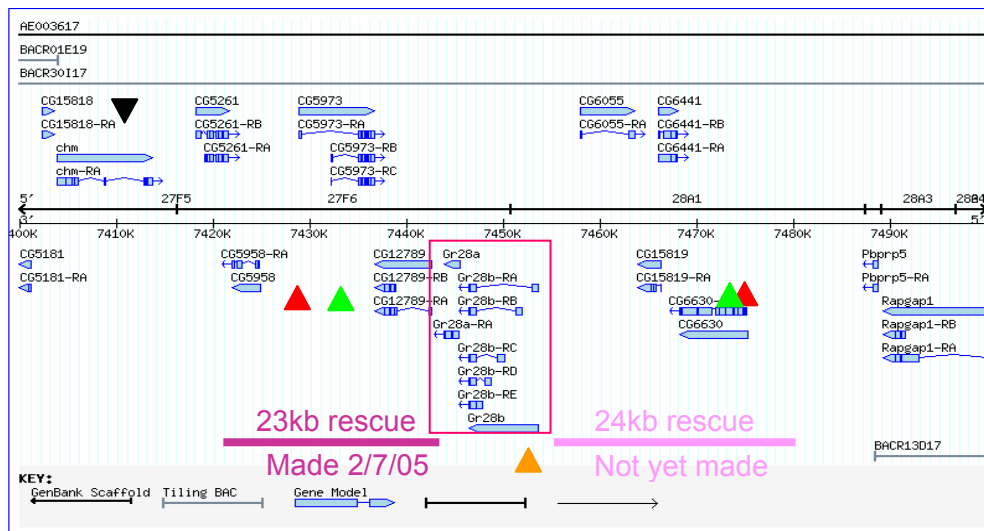 AE003617
BACR01E19
BACR30I17
CG15818 CG5261 CG5973 CG6055 CG6441
CG15818-RA CG5261-RB CG5973-RA CG6055-RA CG6441-RB
chm CG5261-RA CG5973-RB CG6441-RA
chm-RA CG5973-RC
5′ 27F5 27F6 28A1 28A3
3′
400K 7410K 7420K 7430K 7440K 7450K 7460K 7470K 7480K 7490K
CG5181 CG5958-RA CG12789 Gr28a CG15819 Pbprp5
CG5181-RA CG5958 CG12789-RB Gr28b-RA CG15819-RA Pbprp5-RA
CG12789-RA Gr28b-RB CG6630-RA Rapgap1
Gr28a-RA CG6630 Rapgap1-RB
Gr28b-RC Rapgap1-RA
Gr28b-RD
Gr28b-RE
Gr28b
23kb rescue 24kb rescue
Made 2/7/05 Not yet made
BACR13D17
KEY:
GenBank Scaffold Tiling BAC Gene Model